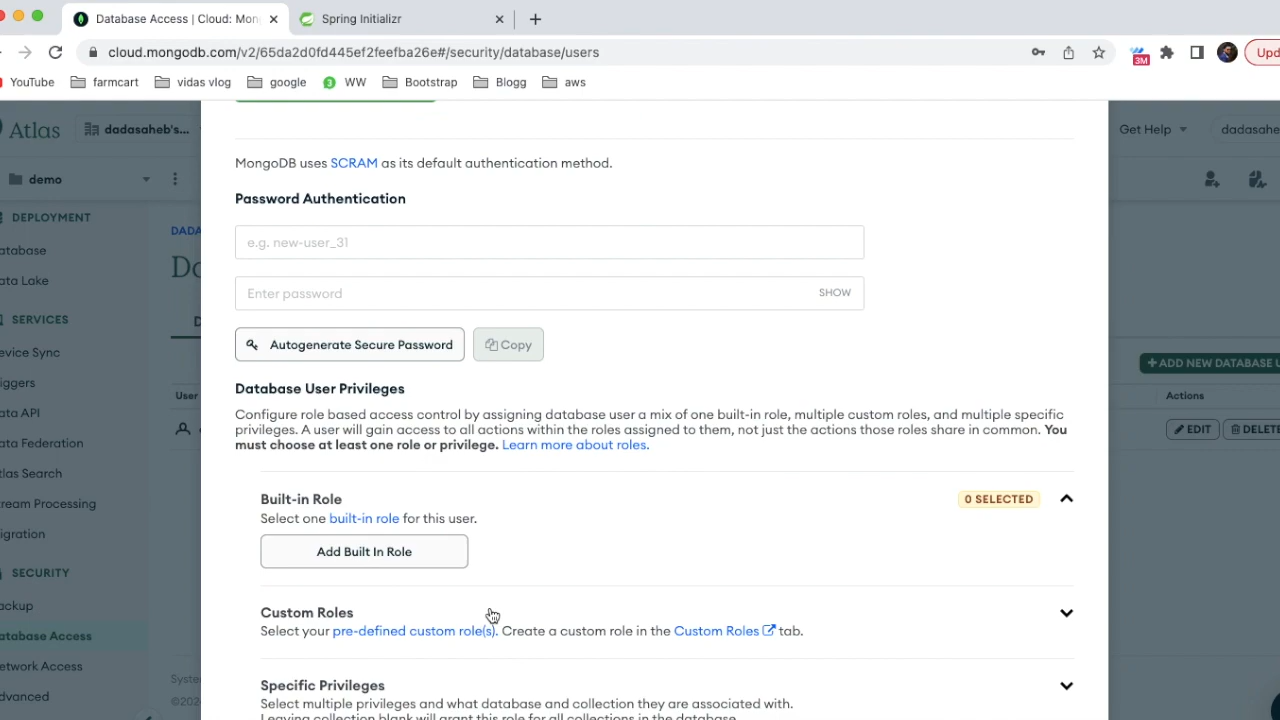 Database Access | Cloud: Mon
Spring Initializr
cloud.mongodb.com/v2/65da2d0fd445ef2feefba26e#/security/database/users
3M
Upd
YouTube
farmcart
vidas vlog
google
3
WW
Bootstrap
Blogg
aws
Atlas
dadasaheb's...
Get Help
dadasahe
demo
DEPLOYMENT
atabase
ata Lake
SERVICES
evice Sync
riggers
ata API
ata Federation
tlas Search
tream Processing
igration
SECURITY
ackup
atabase Access
etwork Access
dvanced
DADA
Da
D
User
Syste
©202
MongoDB uses SCRAM as its default authentication method.
Password Authentication
e.g. new-user_31
Enter password
SHOW
Autogenerate Secure Password
Copy
Database User Privileges
Configure role based access control by assigning database user a mix of one built-in role, multiple custom roles, and multiple specific
privileges. A user will gain access to all actions within the roles assigned to them, not just the actions those roles share in common. You
must choose at least one role or privilege. Learn more about roles.
Built-in Role
0 SELECTED
Select one built-in role for this user.
Add Built In Role
Custom Roles
Select your pre-defined custom role(s). Create a custom role in the Custom Roles tab.
Specific Privileges
Select multiple privileges and what database and collection they are associated with.
Leaving collection blank will grant this role for all collections in the database.
+ADD NEW DATABASE U
Actions
EDIT
DELETE